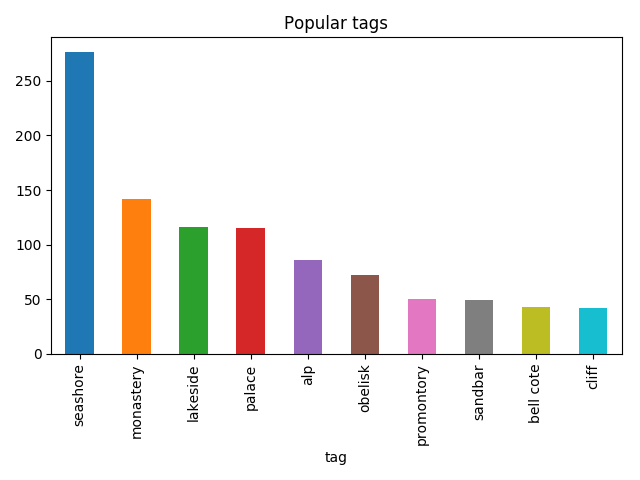 Popular tags
250
200
150
100
50
0
seashore
monastery
lakeside
palace
alp
obelisk
promontory
sandbar
bell cote
cliff
tag